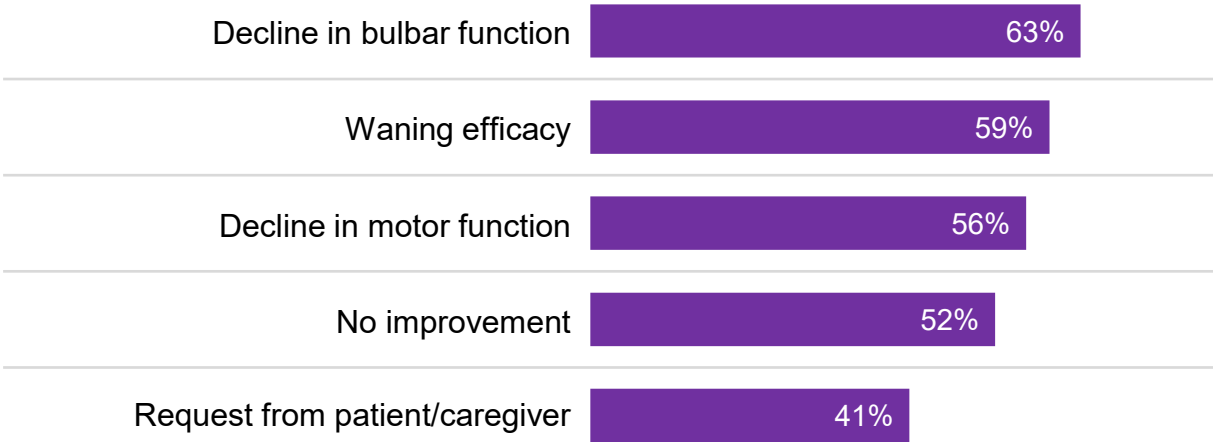 Decline in bulbar function 63%
Waning efficacy 59%
Decline in motor function 56%
No improvement 52%
Request from patient/caregiver 41%